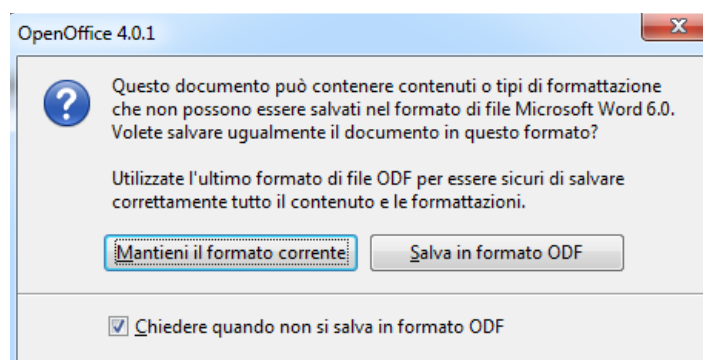 OpenOffice 4.0.1
Questo documento può contenere contenuti o tipi di formattazione
che non possono essere salvati nel formato di file Microsoft Word 6.0.
Volete salvare ugualmente il documento in questo formato?
Utilizzate l'ultimo formato di file ODF per essere sicuri di salvare
correttamente tutto il contenuto e le formattazioni.
Mantieni il formato corrente
Salva in formato ODF
Chiedere quando non si salva in formato ODF